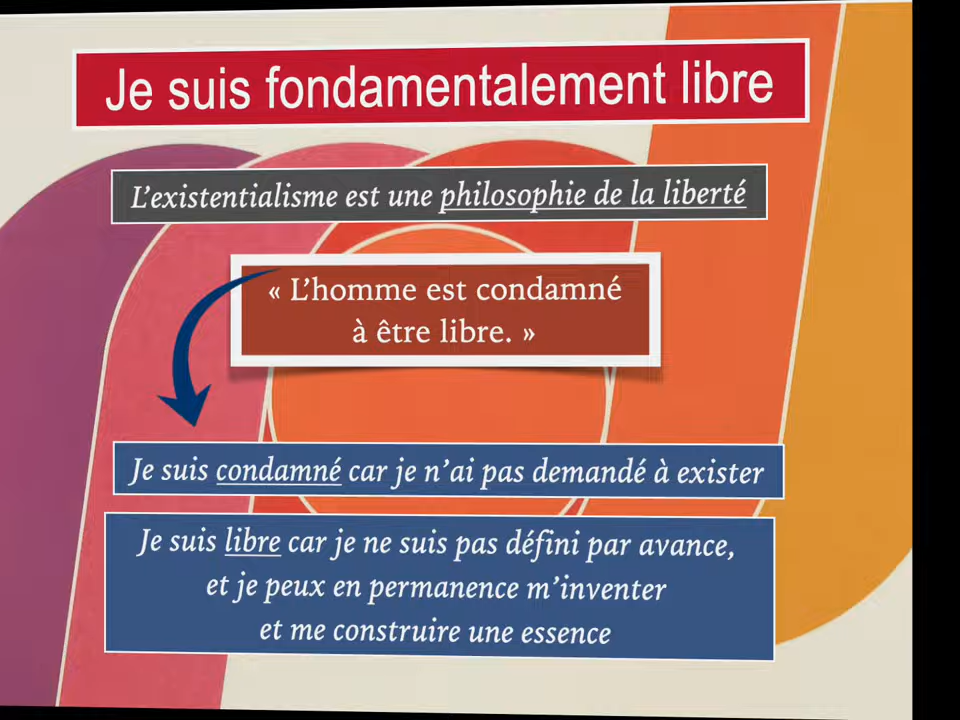 Je suis fondamentalement libre
L'existentialisme est une philosophie de la liberté
« L'homme est condamné
à être libre. »
Je suis condamné car je n'ai pas demandé à exister
Je suis libre car je ne suis pas défini par avance,
et je peux en permanence m'inventer
et me construire une essence